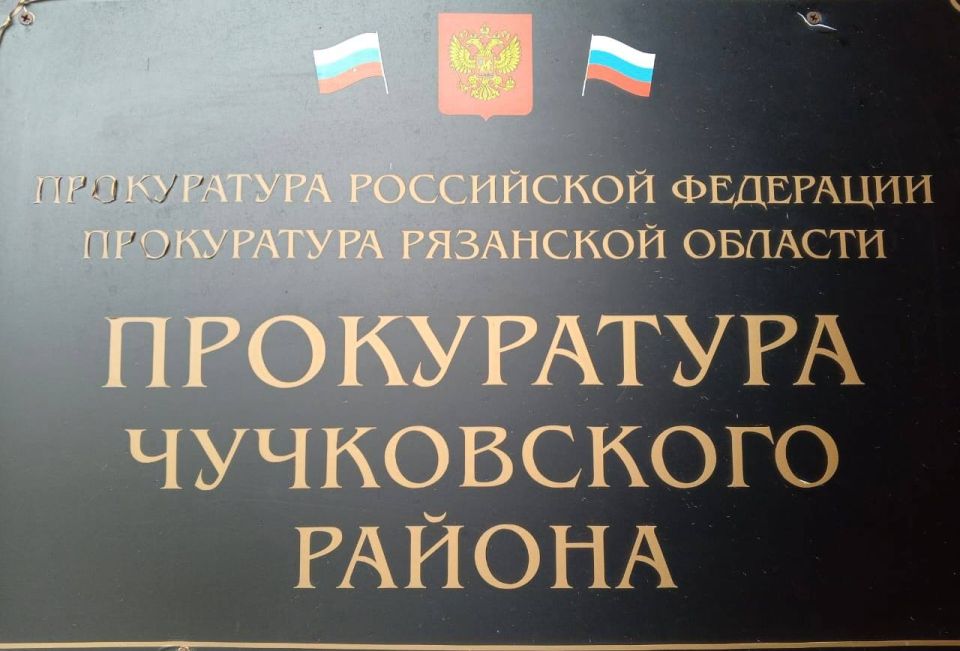 ПРОКУРАТУРА РОССИЙСКОЙ ФЕДЕРАЦИИ
ПРОКУРАТУРА РЯЗАНСКОЙ ОБЛАСТИ
ПРОКУРАТУРА
ЧУЧКОВСКОГО
РАЙОНА